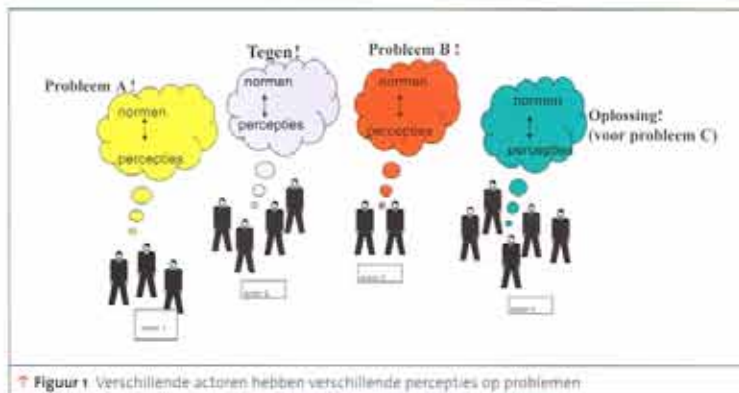 Probleem A!
normen
percepties
Tegen!
normen
percepties
Probleem B!
normen
percepties
normen
percepties
Oplossing!
(voor probleem C)
↑ Figuur 1 Verschillende actoren hebben verschillende percepties op problemen